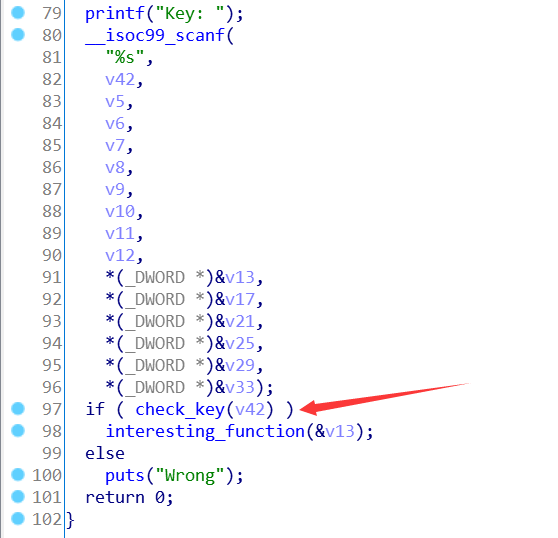 79 printf("Key: ");
80 __isoc99_scanf(
81 "%s",
82 v42,
83 v5,
84 v6,
85 v7,
86 v8,
87 v9,
88 v10,
89 v11,
90 v12,
91 *(_DWORD *)&v13,
92 *(_DWORD *)&v17,
93 *(_DWORD *)&v21,
94 *(_DWORD *)&v25,
95 *(_DWORD *)&v29,
96 *(_DWORD *)&v33);
97 if ( check_key(v42) )
98 interesting_function(&v13);
99 else
100 puts("Wrong");
101 return 0;
102 }